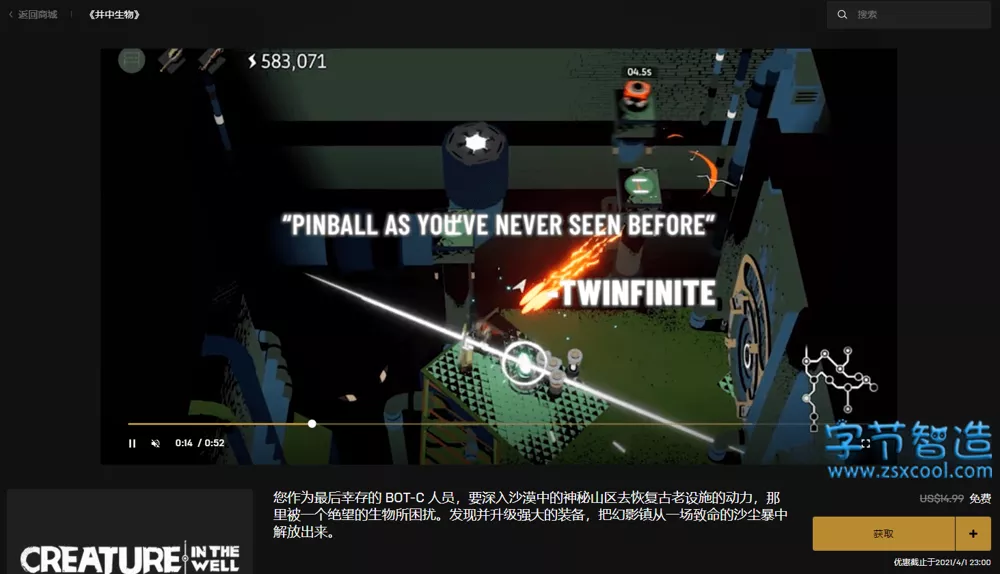 返回商城
《井中生物》
搜索
583,071
04.5s
“PINBALL AS YOU'VE NEVER SEEN BEFORE”
-TWINFINITE
0:14 / 0:52
字节智造
www.zsxcool.com
您作为最后幸存的 BOT-C 人员，要深入沙漠中的神秘山区去恢复古老设施的动力，那
里被一个绝望的生物所困扰。发现并升级强大的装备，把幻影镇从一场致命的沙尘暴中
解放出来。
US$14.99 免费
获取
+
优惠截止于2021/4/1 23:00
CREATURE IN THE WELL